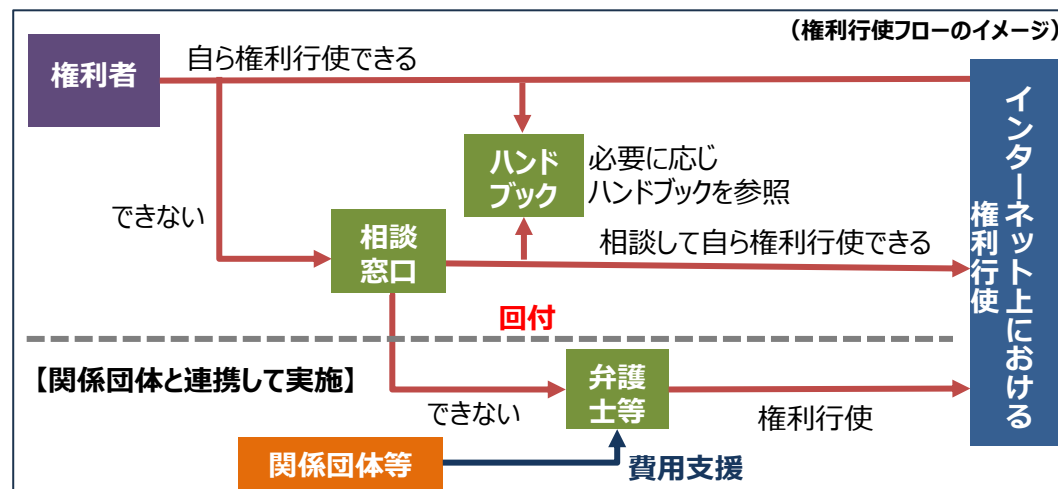 （権利行使フローのイメージ）
権利者
自ら権利行使できる
ハンド
ブック
必要に応じ
ハンドブックを参照
できない
相談
窓口
相談して自ら権利行使できる
インターネット上における
権利行使
回付
【関係団体と連携して実施】
弁護
士等
できない
権利行使
関係団体等
費用支援